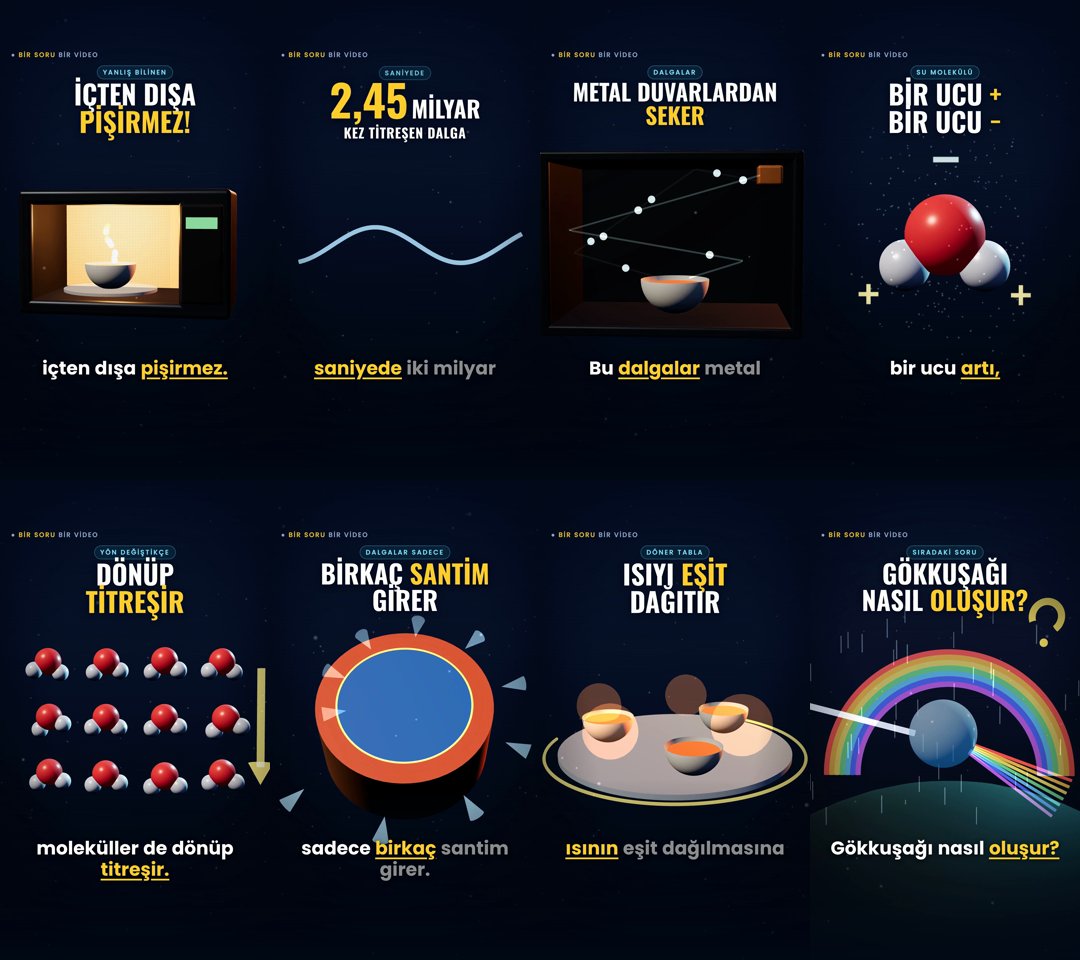 • BİR SORU BİR VİDEO
YANLIŞ BİLİNEN
İÇTEN DIŞA
PİŞİRMEZ!
içten dışa pişirmez.
• BİR SORU BİR VİDEO
SANİYEDE
2,45 MİLYAR
KEZ TİTREŞEN DALGA
saniyede iki milyar
• BİR SORU BİR VİDEO
DALGALAR
METAL DUVARLARDAN
SEKER
Bu dalgalar metal
• BİR SORU BİR VİDEO
SU MOLEKÜLÜ
BİR UCU +
BİR UCU −
−
+ +
bir ucu artı,
• BİR SORU BİR VİDEO
YÖN DEĞİŞTİKÇE
DÖNÜP
TİTREŞİR
moleküller de dönüp
titreşir.
• BİR SORU BİR VİDEO
DALGALAR SADECE
BİRKAÇ SANTİM
GİRER
sadece birkaç santim
girer.
• BİR SORU BİR VİDEO
DÖNER TABLA
ISIYI EŞİT
DAĞITIR
ısının eşit dağılmasına
• BİR SORU BİR VİDEO
SIRADAKİ SORU
GÖKKUŞAĞI
NASIL OLUŞUR?
?
Gökkuşağı nasıl oluşur?